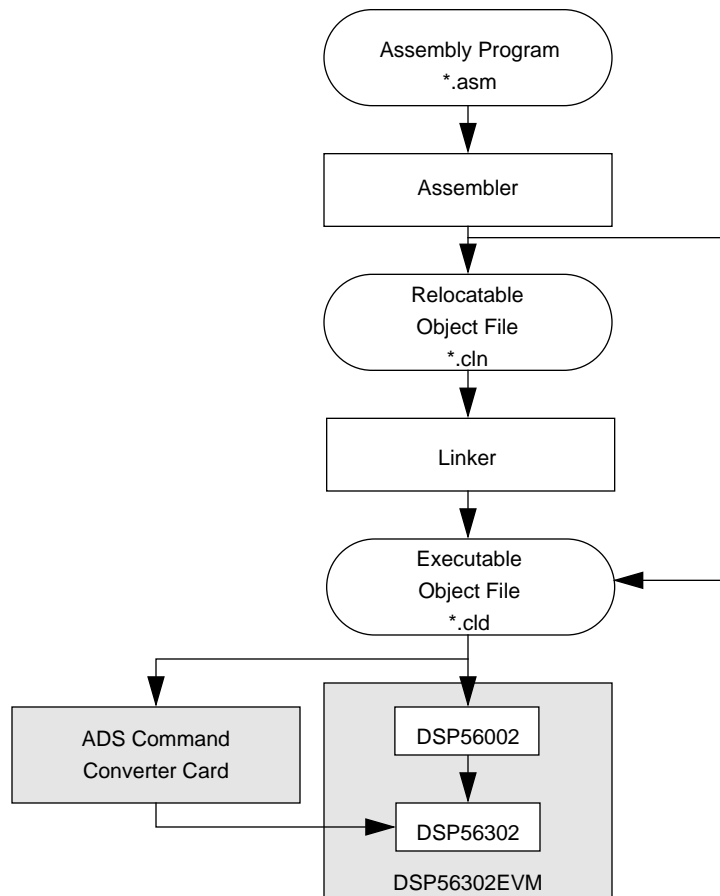 Assembly Program
*.asm
Assembler
Relocatable
Object File
*.cln
Linker
Executable
Object File
*.cld
ADS Command
Converter Card
DSP56002
DSP56302
DSP56302EVM